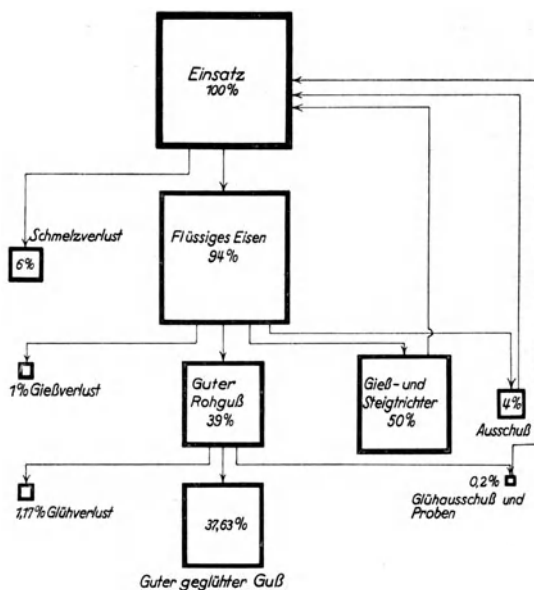 Einsatz
100%
Schmelzverlust
6%
Flüssiges Eisen
94%
1% Gießverlust
Guter
Rohguß
39%
Gieß- und
Steigtrichter
50%
4%
Ausschuß
1,17% Glühverlust
37,63%
Guter geglühter Guß
0,2%
Glühausschuß und
Proben